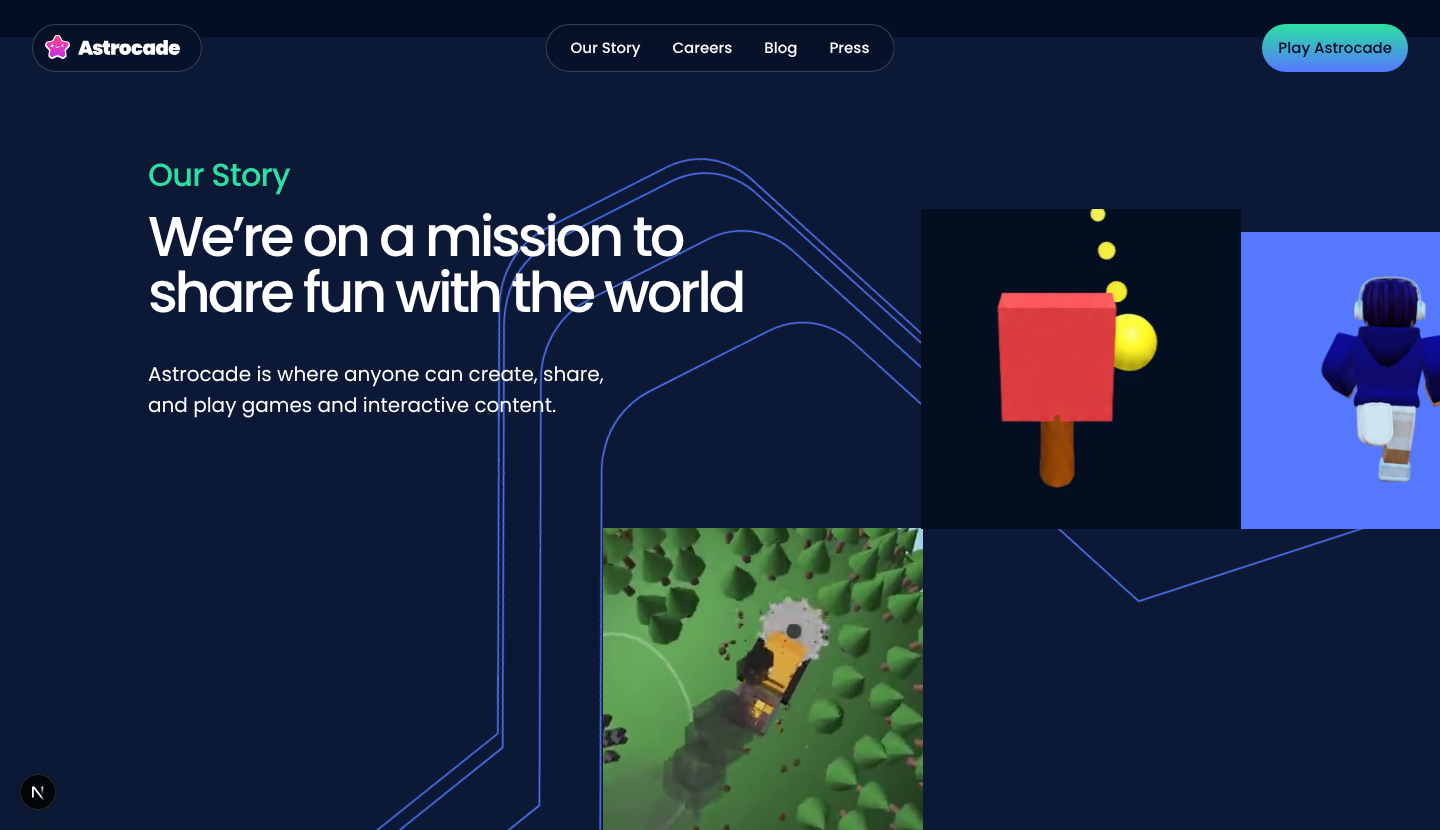 Astrocade
Our Story
Careers
Blog
Press
Play Astrocade
Our Story
We’re on a mission to
share fun with the world
Astrocade is where anyone can create, share,
and play games and interactive content.
N